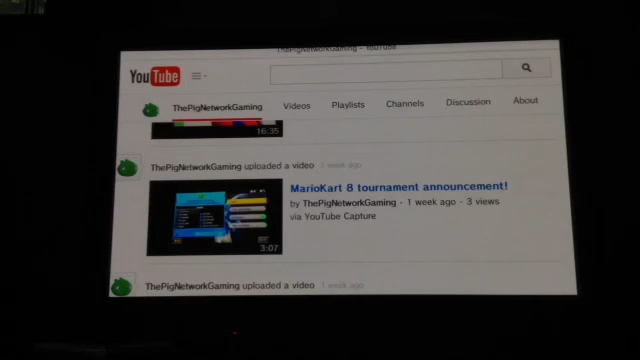 ThePigNetworkGaming - YouTube
YouTube
ThePigNetworkGaming Videos Playlists Channels Discussion About
16:35
ThePigNetworkGaming uploaded a video 1 week ago
MarioKart 8 tournament announcement!
by ThePigNetworkGaming · 1 week ago · 3 views
via YouTube Capture
3:07
ThePigNetworkGaming uploaded a video 1 week ago